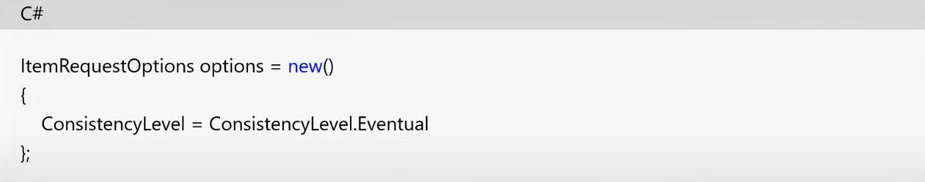 C#
ItemRequestOptions options = new()
{
ConsistencyLevel = ConsistencyLevel.Eventual
};